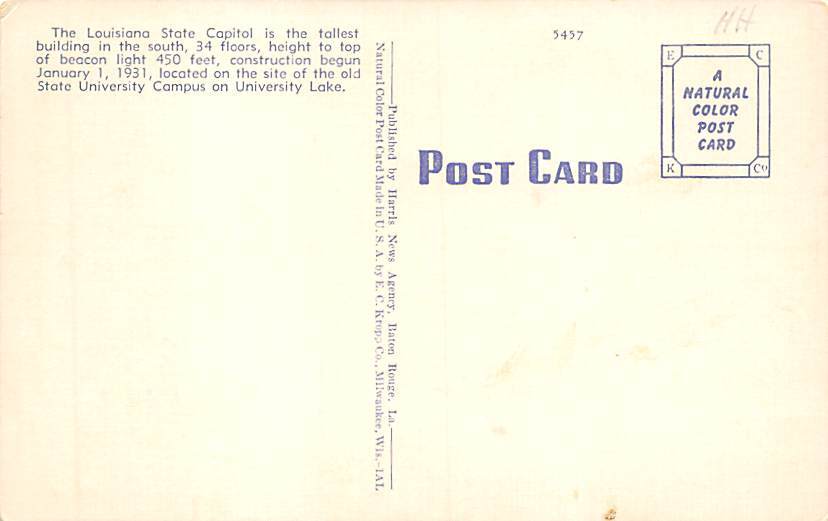 The Louisiana State Capitol is the tallest
building in the south, 34 floors, height to top
of beacon light 450 feet, construction begun
January 1, 1931, located on the site of the old
State University Campus on University Lake.
Published by Harris News Agency, Baton Rouge, La.
Natural Color Post Card Made in U. S. A. by E. C. Kropp Co., Milwaukee, Wis.-1AL
5457
HH
POST CARD
E C
A
NATURAL
COLOR
POST
CARD
K Co